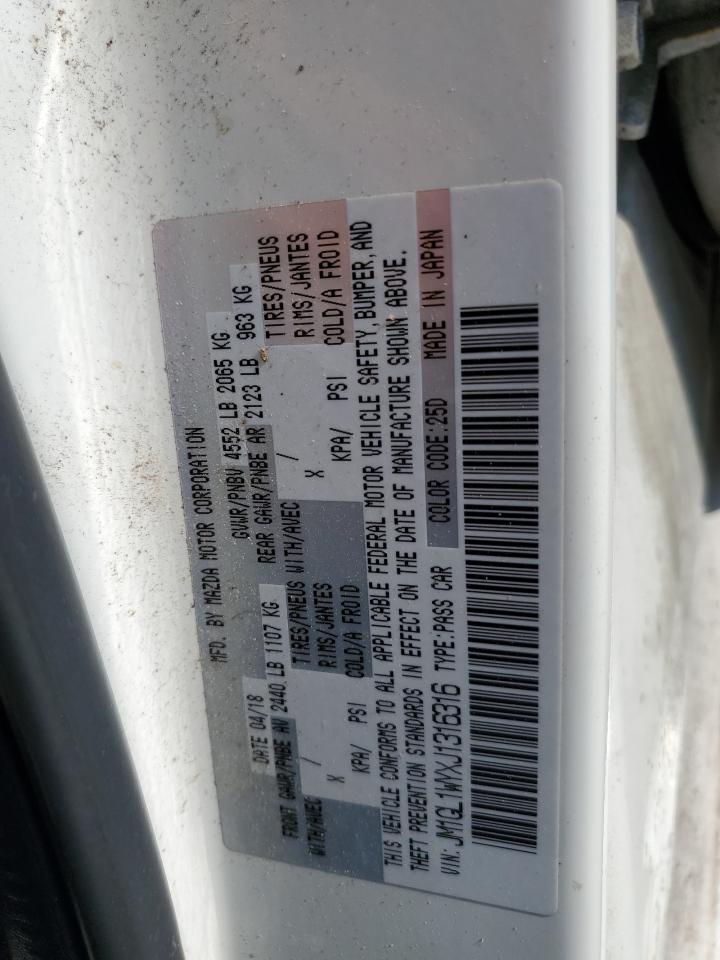 MFD. BY MAZDA MOTOR CORPORATION
DATE 04/18 GVWR/PNBV 4552 LB 2065 KG
FRONT GAWR/PNBE AV 2440 LB 1107 KG REAR GAWR/PNBE AR 2123 LB 963 KG
WITH/AVEC / TIRES/PNEUS WITH/AVEC / TIRES/PNEUS
X RIMS/JANTES X RIMS/JANTES
KPA/ PSI COLD/A FROID KPA/ PSI COLD/A FROID
THIS VEHICLE CONFORMS TO ALL APPLICABLE FEDERAL MOTOR VEHICLE SAFETY, BUMPER, AND
THEFT PREVENTION STANDARDS IN EFFECT ON THE DATE OF MANUFACTURE SHOWN ABOVE.
VIN: JM1GL1WYXJ1316316 TYPE:PASS CAR COLOR CODE:25D MADE IN JAPAN